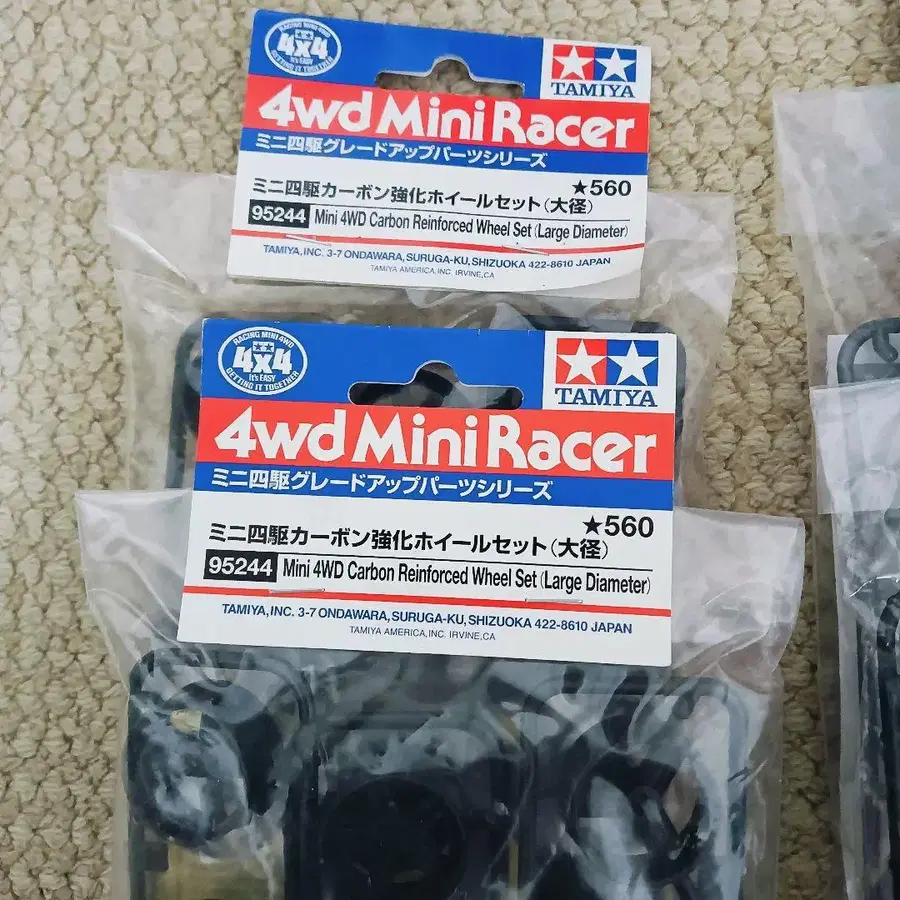 RACING MINI 4WD
4x4
It's EASY
GETTING IT TOGETHER
TAMIYA
4wd Mini Racer
ミニ四駆グレードアップパーツシリーズ
★560
ミニ四駆カーボン強化ホイールセット(大径)
95244 Mini 4WD Carbon Reinforced Wheel Set (Large Diameter)
TAMIYA, INC. 3-7 ONDAWARA, SURUGA-KU, SHIZUOKA 422-8610 JAPAN
TAMIYA AMERICA, INC. IRVINE, CA
RACING MINI 4WD
4x4
It's EASY
GETTING IT TOGETHER
TAMIYA
4wd Mini Racer
ミニ四駆グレードアップパーツシリーズ
★560
ミニ四駆カーボン強化ホイールセット(大径)
95244 Mini 4WD Carbon Reinforced Wheel Set (Large Diameter)
TAMIYA, INC. 3-7 ONDAWARA, SURUGA-KU, SHIZUOKA 422-8610 JAPAN
TAMIYA AMERICA, INC. IRVINE, CA